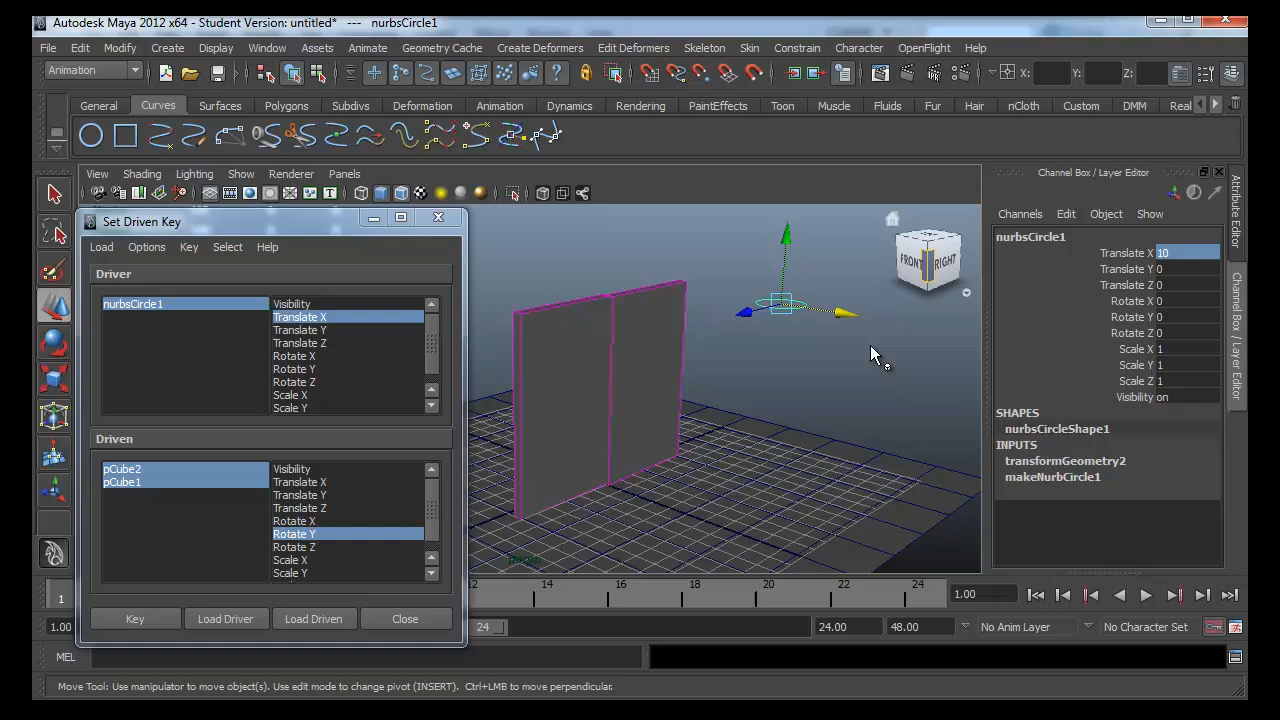 Autodesk Maya 2012 x64 - Student Version: untitled* --- nurbsCircle1
File Edit Modify Create Display Window Assets Animate Geometry Cache Create Deformers Edit Deformers Skeleton Skin Constrain Character OpenFlight Help
Animation X: Y: Z:
General Curves Surfaces Polygons Subdivs Deformation Animation Dynamics Rendering PaintEffects Toon Muscle Fluids Fur Hair nCloth Custom DMM Real
View Shading Lighting Show Renderer Panels
Channel Box / Layer Editor
Channels Edit Object Show
Set Driven Key
Load Options Key Select Help
Driver
nurbsCircle1
Visibility
Translate X
Translate Y
Translate Z
Rotate X
Rotate Y
Rotate Z
Scale X
Scale Y
Driven
pCube2
pCube1
Visibility
Translate X
Translate Y
Translate Z
Rotate X
Rotate Y
Rotate Z
Scale X
Scale Y
Key Load Driver Load Driven Close
FRONT RIGHT
nurbsCircle1
Translate X 10
Translate Y 0
Translate Z 0
Rotate X 0
Rotate Y 0
Rotate Z 0
Scale X 1
Scale Y 1
Scale Z 1
Visibility on
SHAPES
nurbsCircleShape1
INPUTS
transformGeometry2
makeNurbCircle1
Attribute Editor
Channel Box / Layer Editor
1 12 14 16 18 20 22 24 1.00
1.00 24 24.00 48.00 No Anim Layer No Character Set
MEL
Move Tool: Use manipulator to move object(s). Use edit mode to change pivot (INSERT). Ctrl+LMB to move perpendicular.